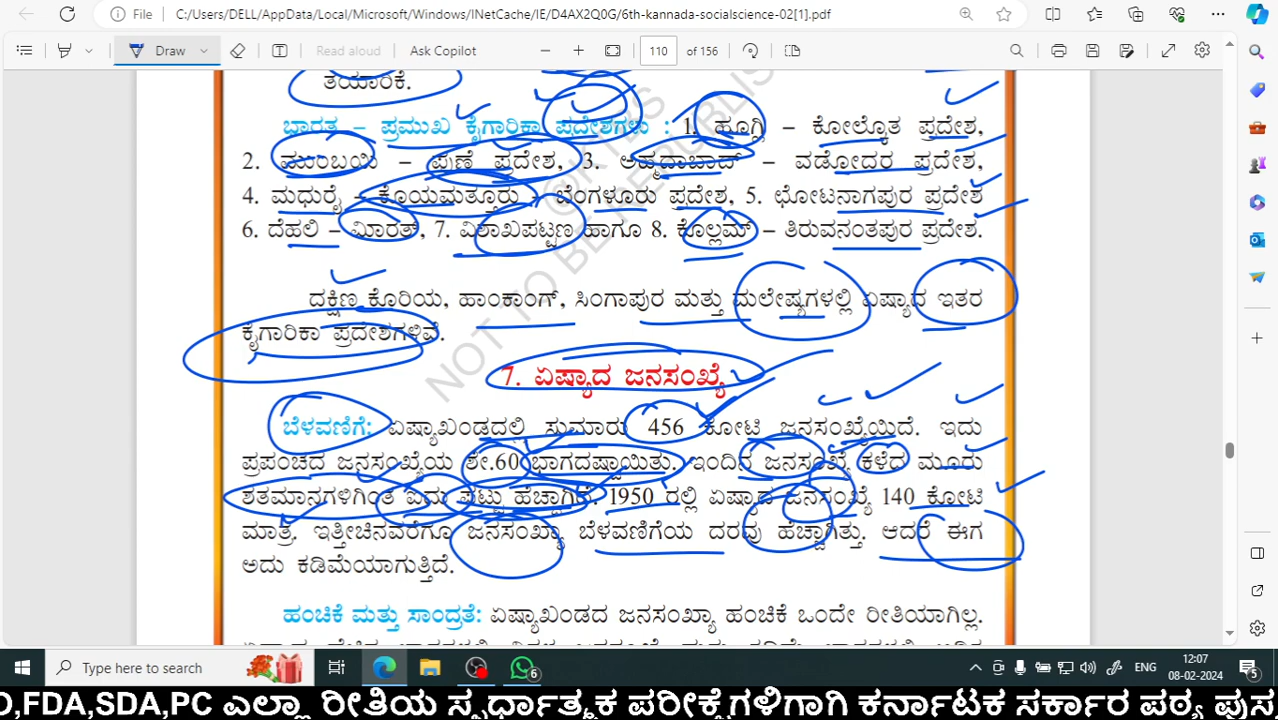 File
C:/Users/DELL/AppData/Local/Microsoft/Windows/INetCache/IE/D4AX2Q0G/6th-kannada-socialscience-02[1].pdf
Draw
Read aloud
Ask Copilot
110 of 156
ತಯಾರಿಕೆ.
ಭಾರತ – ಪ್ರಮುಖ ಕೈಗಾರಿಕಾ ಪ್ರದೇಶಗಳು : 1. ಹೂಗ್ಲಿ – ಕೋಲ್ಕೊತ ಪ್ರದೇಶ,
2. ಮುಂಬಯಿ – ಪುಣೆ ಪ್ರದೇಶ, 3. ಅಹ್ಮದಾಬಾದ್ – ವಡೋದರ ಪ್ರದೇಶ,
4. ಮಧುರೈ – ಕೊಯಮತ್ತೂರು – ಬೆಂಗಳೂರು ಪ್ರದೇಶ, 5. ಛೋಟನಾಗಪುರ ಪ್ರದೇಶ
6. ದೆಹಲಿ – ಮೀರತ್, 7. ವಿಶಾಖಪಟ್ಟಣ ಹಾಗೂ 8. ಕೊಲ್ಲಮ್ – ತಿರುವನಂತಪುರ ಪ್ರದೇಶ.
ದಕ್ಷಿಣ ಕೊರಿಯ, ಹಾಂಕಾಂಗ್, ಸಿಂಗಾಪುರ ಮತ್ತು ಮಲೇಷ್ಯಗಳಲ್ಲಿ ಏಷ್ಯಾದ ಇತರ
ಕೈಗಾರಿಕಾ ಪ್ರದೇಶಗಳಿವೆ.
7. ಏಷ್ಯಾದ ಜನಸಂಖ್ಯೆ
ಬೆಳವಣಿಗೆ: ಏಷ್ಯಾಖಂಡದಲ್ಲಿ ಸುಮಾರು 456 ಕೋಟಿ ಜನಸಂಖ್ಯೆಯಿದೆ. ಇದು
ಪ್ರಪಂಚದ ಜನಸಂಖ್ಯೆಯ ಶೇ.60 ಭಾಗದಷ್ಟಾಯಿತು. ಇಂದಿನ ಜನಸಂಖ್ಯೆ ಕಳೆದ ಮೂರು
ಶತಮಾನಗಳಿಗಿಂತ ಐದು ಪಟ್ಟು ಹೆಚ್ಚಾಗಿದೆ. 1950 ರಲ್ಲಿ ಏಷ್ಯಾದ ಜನಸಂಖ್ಯೆ 140 ಕೋಟಿ
ಮಾತ್ರ. ಇತ್ತೀಚಿನವರೆಗೂ ಜನಸಂಖ್ಯಾ ಬೆಳವಣಿಗೆಯ ದರವು ಹೆಚ್ಚಾಗಿತ್ತು. ಆದರೆ ಈಗ
ಅದು ಕಡಿಮೆಯಾಗುತ್ತಿದೆ.
ಹಂಚಿಕೆ ಮತ್ತು ಸಾಂದ್ರತೆ: ಏಷ್ಯಾಖಂಡದ ಜನಸಂಖ್ಯಾ ಹಂಚಿಕೆ ಒಂದೇ ರೀತಿಯಾಗಿಲ್ಲ.
NOT TO BE REPUBLIS
Type here to search
6
ENG
12:07
08-02-2024
5
,FDA,SDA,PC ಎಲ್ಲಾ ರೀತಿಯ ಸ್ಪರ್ಧಾತ್ಮಕ ಪರೀಕ್ಷೆಗಳಿಗಾಗಿ ಕರ್ನಾಟಕ ಸರ್ಕಾರ ಪಠ್ಯ ಪುಸ